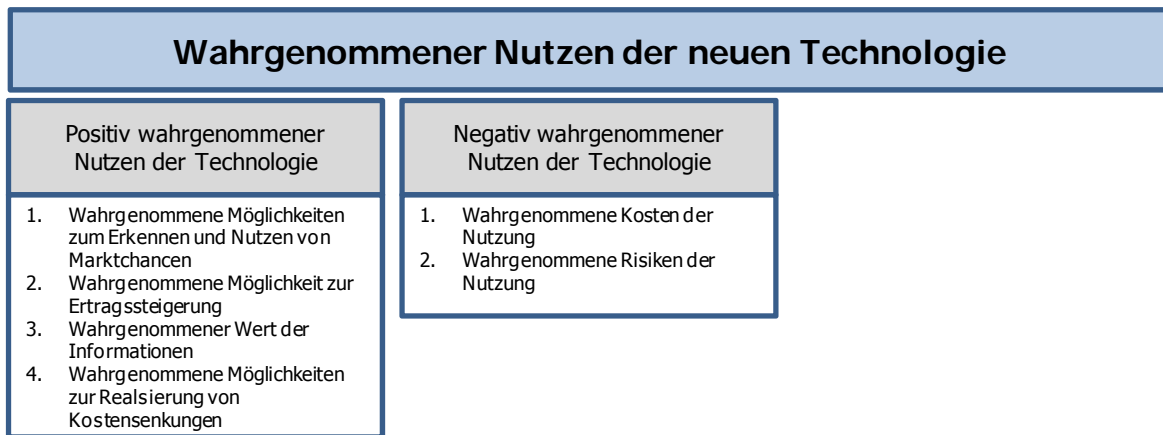 Wahrgenommener Nutzen der neuen Technologie
Positiv wahrgenommener
Nutzen der Technologie
1. Wahrgenommene Möglichkeiten
zum Erkennen und Nutzen von
Marktchancen
2. Wahrgenommene Möglichkeit zur
Ertragssteigerung
3. Wahrgenommener Wert der
Informationen
4. Wahrgenommene Möglichkeiten
zur Realsierung von
Kostensenkungen
Negativ wahrgenommener
Nutzen der Technologie
1. Wahrgenommene Kosten der
Nutzung
2. Wahrgenommene Risiken der
Nutzung